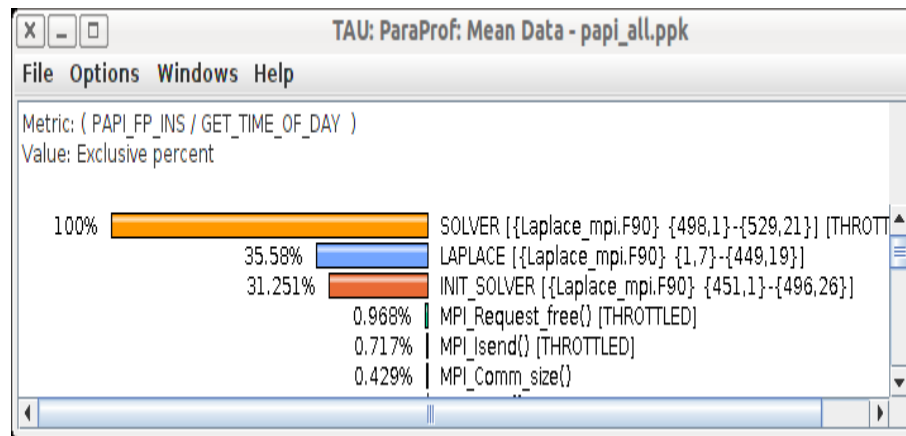 TAU: ParaProf: Mean Data - papi_all.ppk
File Options Windows Help
Metric: ( PAPI_FP_INS / GET_TIME_OF_DAY )
Value: Exclusive percent
100% SOLVER [{Laplace_mpi.F90} {498,1}-{529,21}] [THROTT
35.58% LAPLACE [{Laplace_mpi.F90} {1,7}-{449,19}]
31.251% INIT_SOLVER [{Laplace_mpi.F90} {451,1}-{496,26}]
0.968% MPI_Request_free() [THROTTLED]
0.717% MPI_Isend() [THROTTLED]
0.429% MPI_Comm_size()